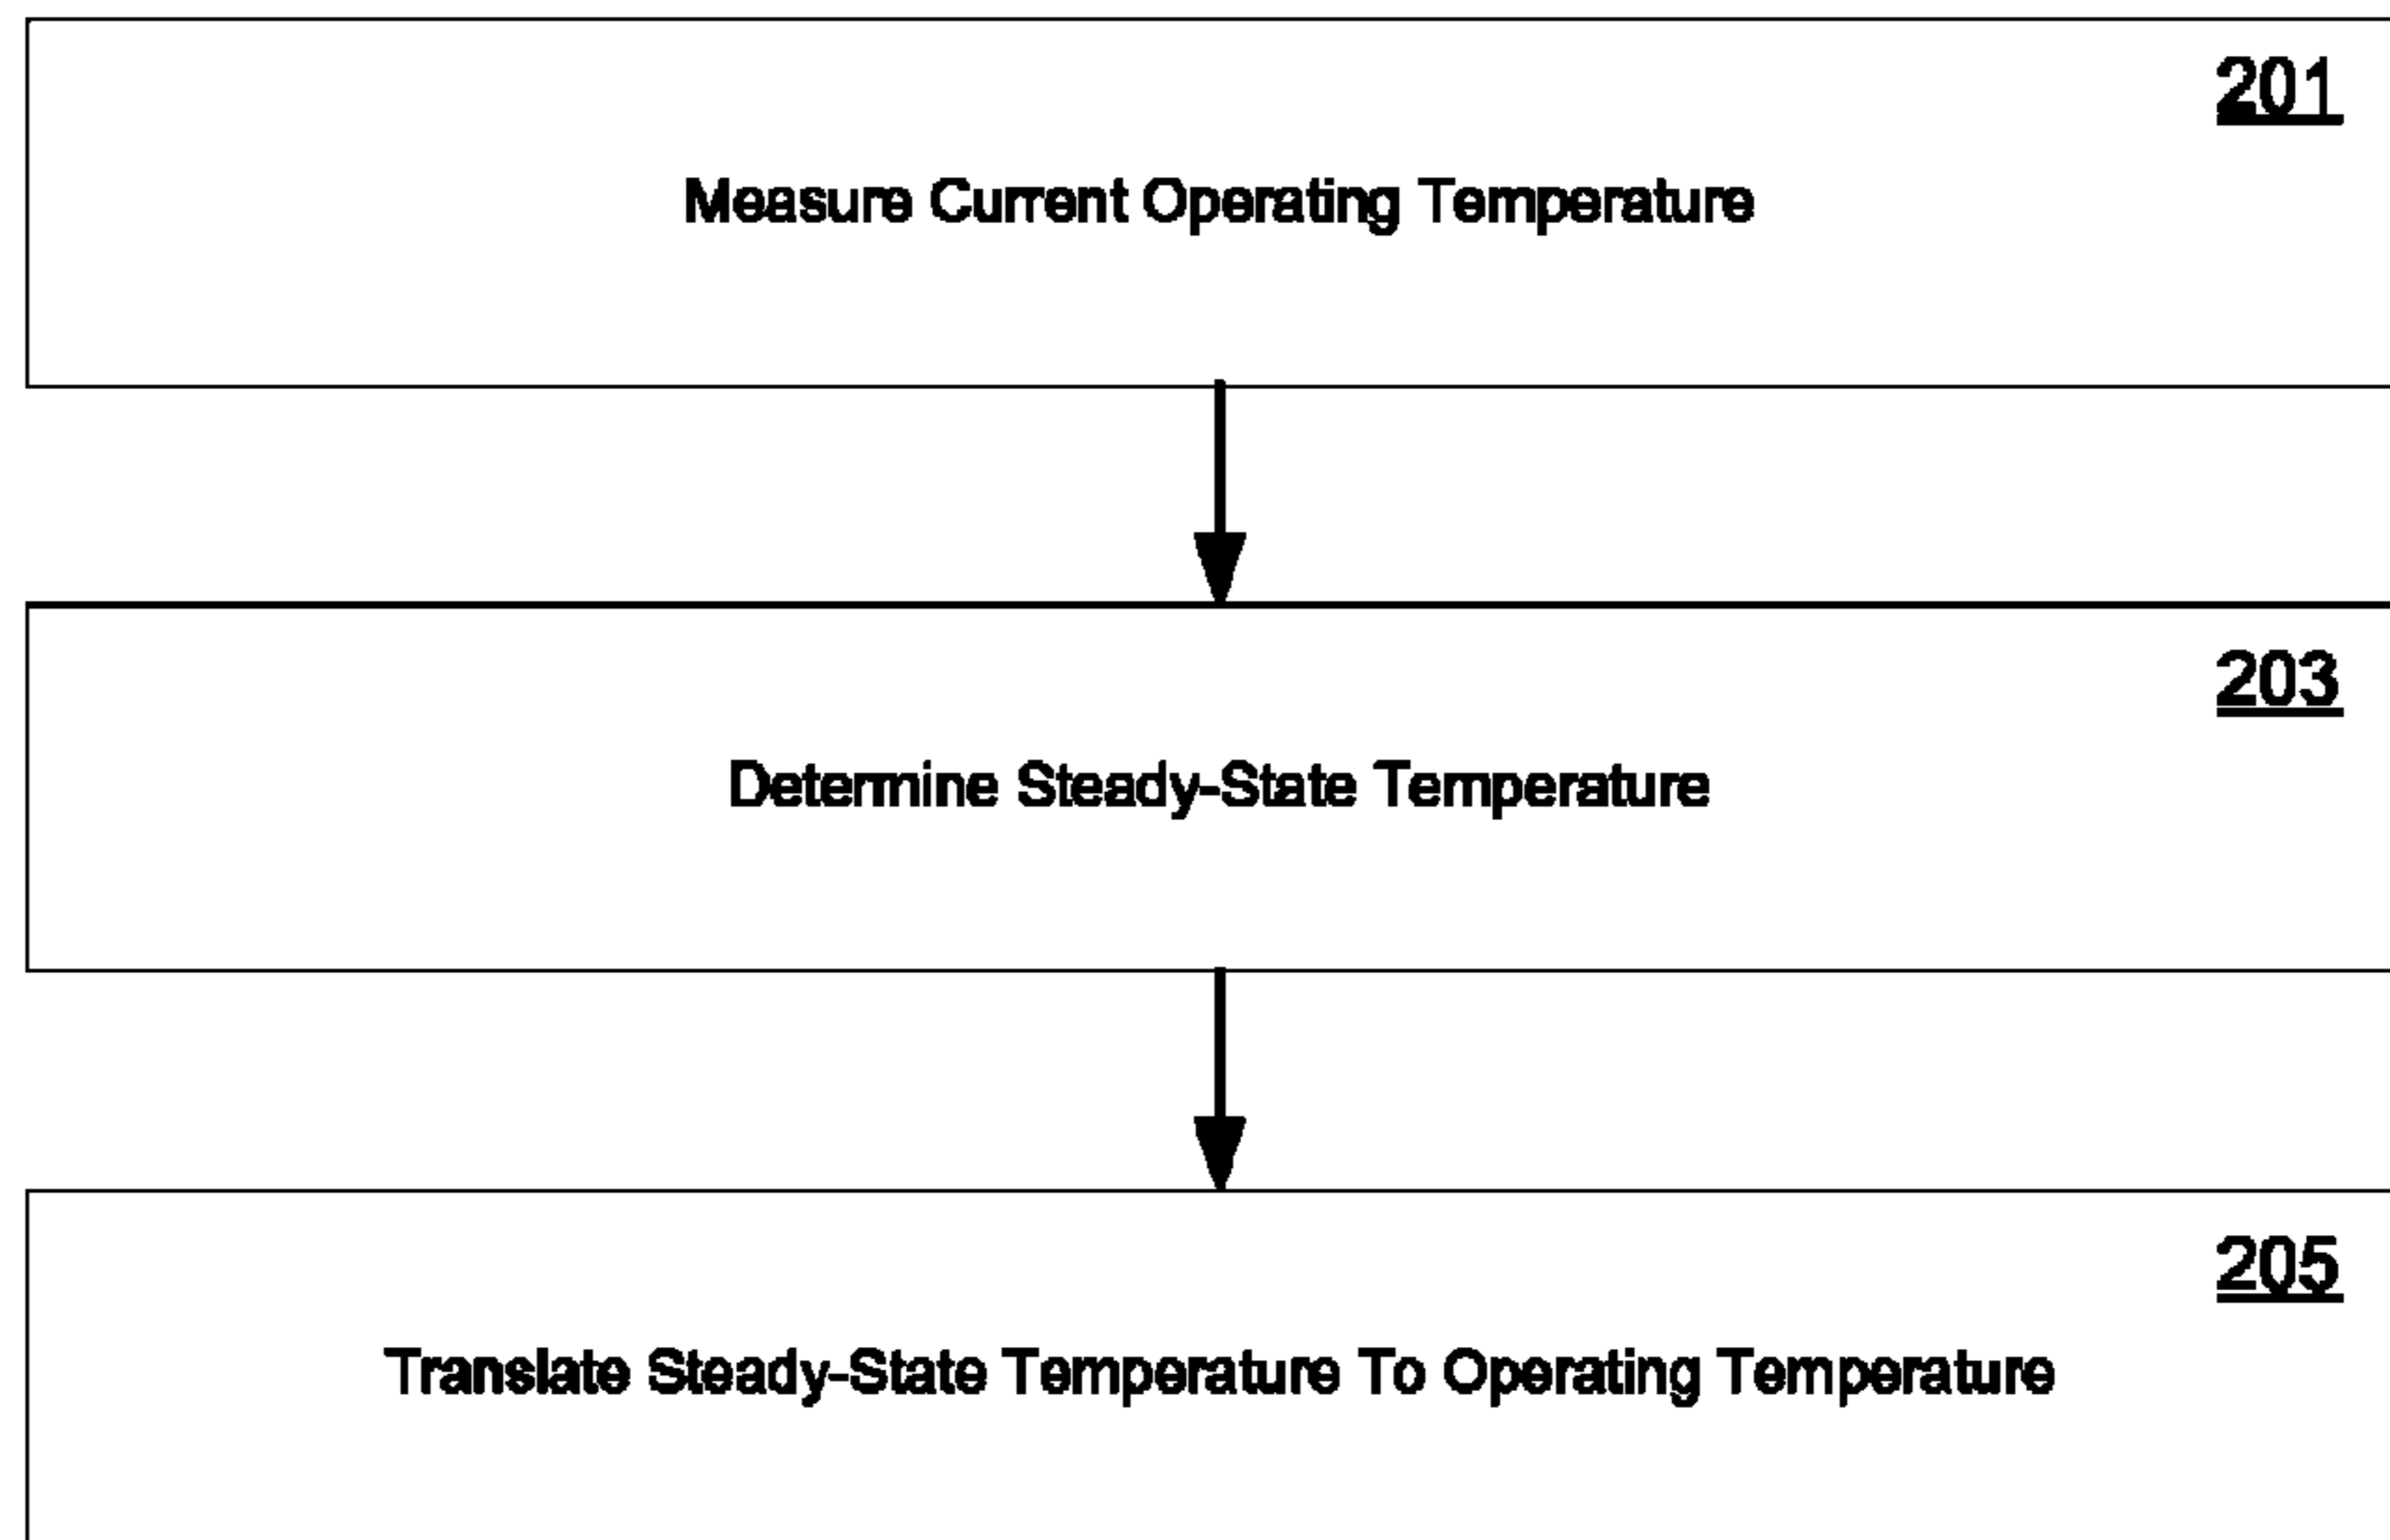 201
Measure Current Operating Temperature
203
Determine Steady-State Temperature
205
Translate Steady-State Temperature To Operating Temperature